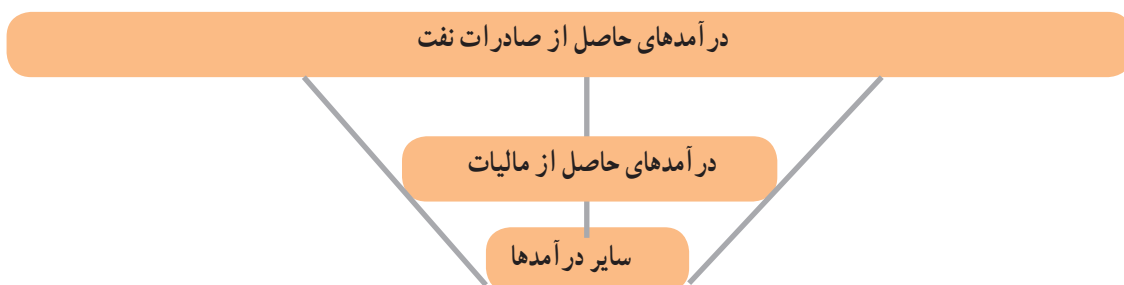 درآمدهای حاصل از صادرات نفت
درآمدهای حاصل از مالیات
سایر درآمدها